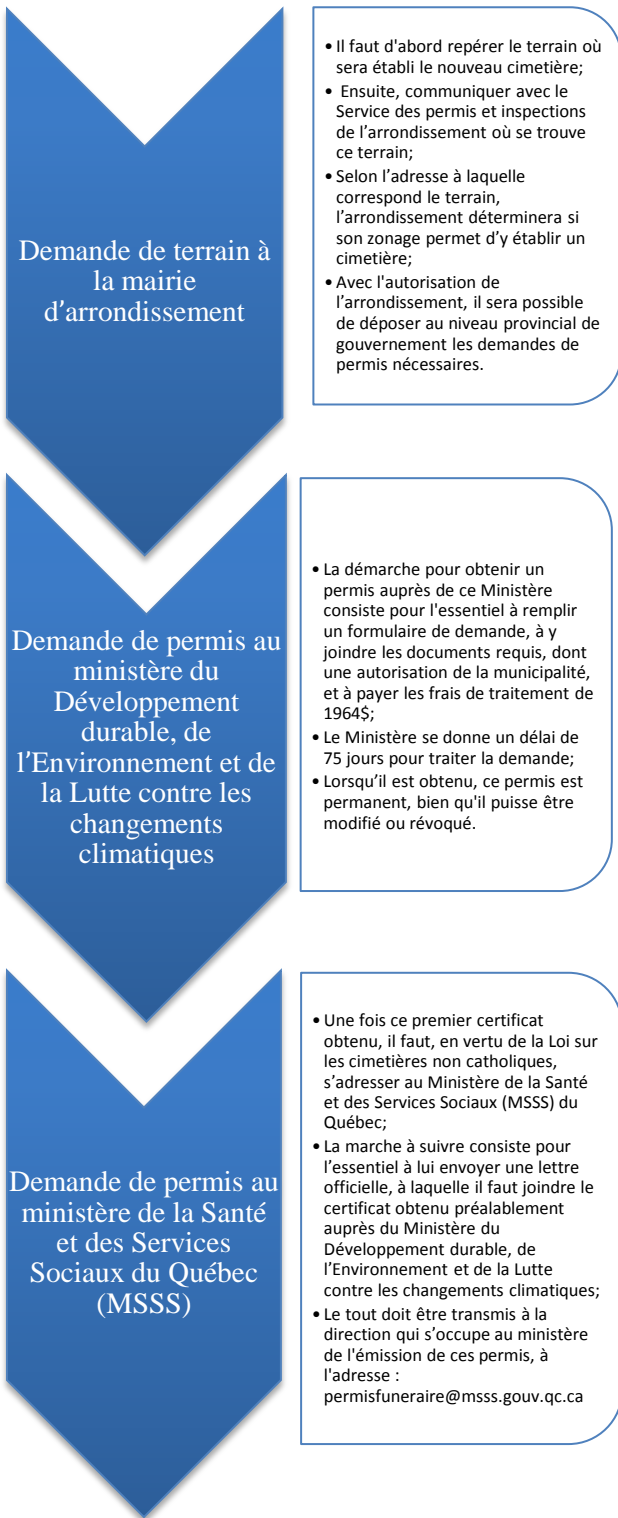 Demande de terrain à
la mairie
d'arrondissement
• Il faut d'abord repérer le terrain où
sera établi le nouveau cimetière;
• Ensuite, communiquer avec le
Service des permis et inspections
de l'arrondissement où se trouve
ce terrain;
• Selon l'adresse à laquelle
correspond le terrain,
l'arrondissement déterminera si
son zonage permet d'y établir un
cimetière;
• Avec l'autorisation de
l'arrondissement, il sera possible
de déposer au niveau provincial de
gouvernement les demandes de
permis nécessaires.
Demande de permis au
ministère du
Développement
durable, de
l'Environnement et de
la Lutte contre les
changements
climatiques
• La démarche pour obtenir un
permis auprès de ce Ministère
consiste pour l'essentiel à remplir
un formulaire de demande, à y
joindre les documents requis, dont
une autorisation de la municipalité,
et à payer les frais de traitement de
1964$;
• Le Ministère se donne un délai de
75 jours pour traiter la demande;
• Lorsqu'il est obtenu, ce permis est
permanent, bien qu'il puisse être
modifié ou révoqué.
Demande de permis au
ministère de la Santé
et des Services
Sociaux du Québec
(MSSS)
• Une fois ce premier certificat
obtenu, il faut, en vertu de la Loi sur
les cimetières non catholiques,
s'adresser au Ministère de la Santé
et des Services Sociaux (MSSS) du
Québec;
• La marche à suivre consiste pour
l'essentiel à lui envoyer une lettre
officielle, à laquelle il faut joindre le
certificat obtenu préalablement
auprès du Ministère du
Développement durable, de
l'Environnement et de la Lutte
contre les changements climatiques;
• Le tout doit être transmis à la
direction qui s'occupe au ministère
de l'émission de ces permis, à
l'adresse :
permisfuneraire@msss.gouv.qc.ca